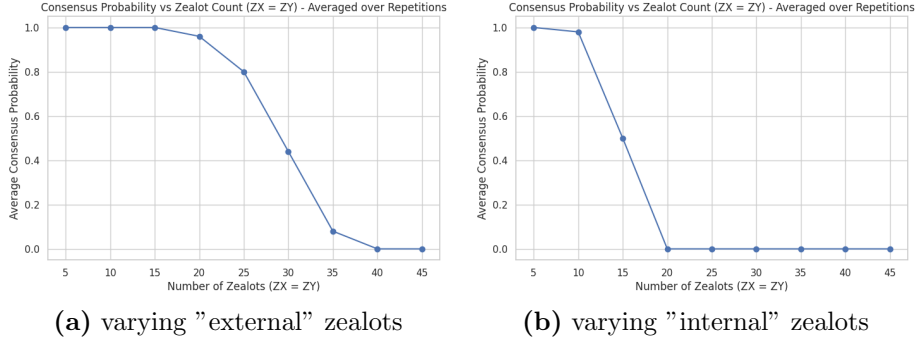 Consensus Probability vs Zealot Count (ZX = ZY) - Averaged over Repetitions
1.0
0.8
0.6
0.4
0.2
0.0
Average Consensus Probability
5 10 15 20 25 30 35 40 45
Number of Zealots (ZX = ZY)
(a) varying "external" zealots
Consensus Probability vs Zealot Count (ZX = ZY) - Averaged over Repetitions
1.0
0.8
0.6
0.4
0.2
0.0
Average Consensus Probability
5 10 15 20 25 30 35 40 45
Number of Zealots (ZX = ZY)
(b) varying "internal" zealots